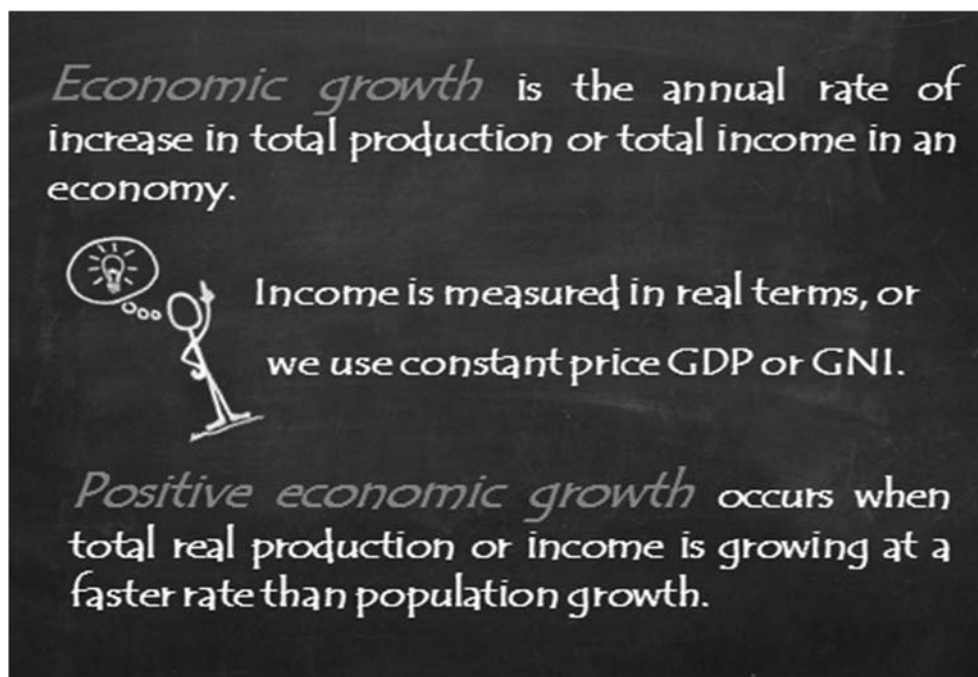 Economic growth is the annual rate of
increase in total production or total income in an
economy.
Income is measured in real terms, or
we use constant price GDP or GNI.
Positive economic growth occurs when
total real production or income is growing at a
faster rate than population growth.